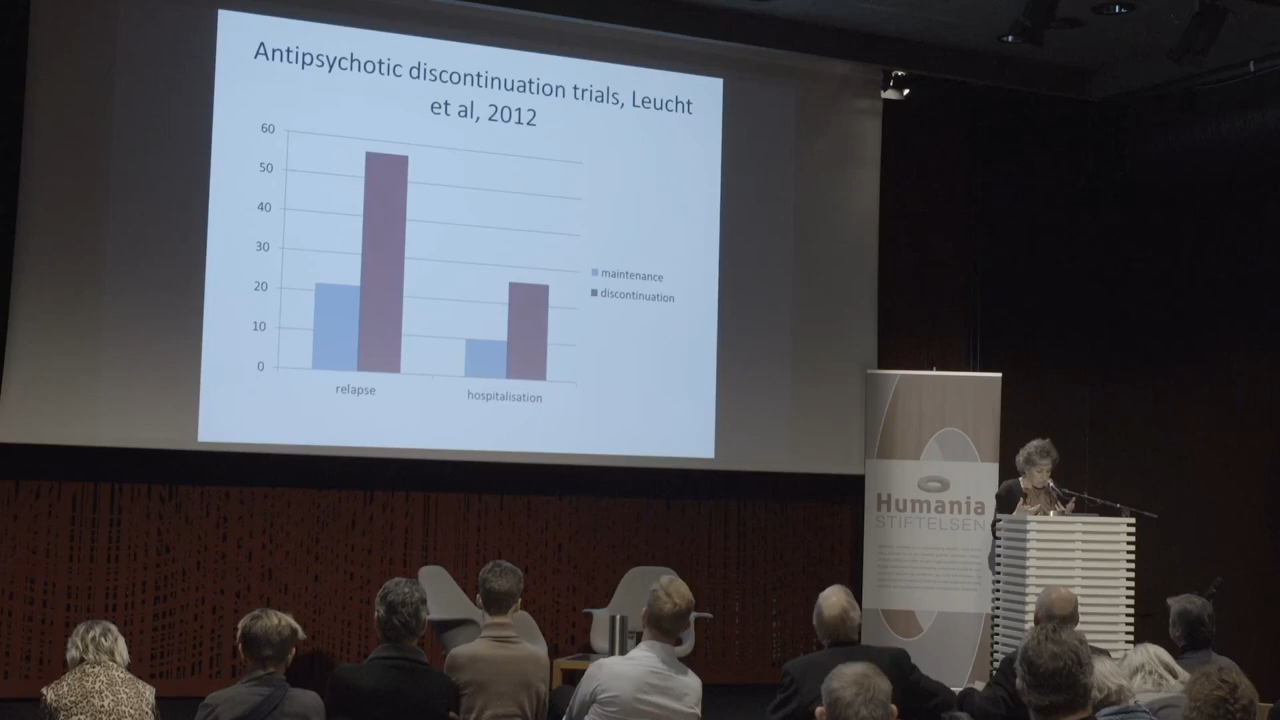 Antipsychotic discontinuation trials, Leucht
et al, 2012
60
50
40
30
20
10
0
maintenance
discontinuation
relapse
hospitalisation
Humania
STIFTELSEN